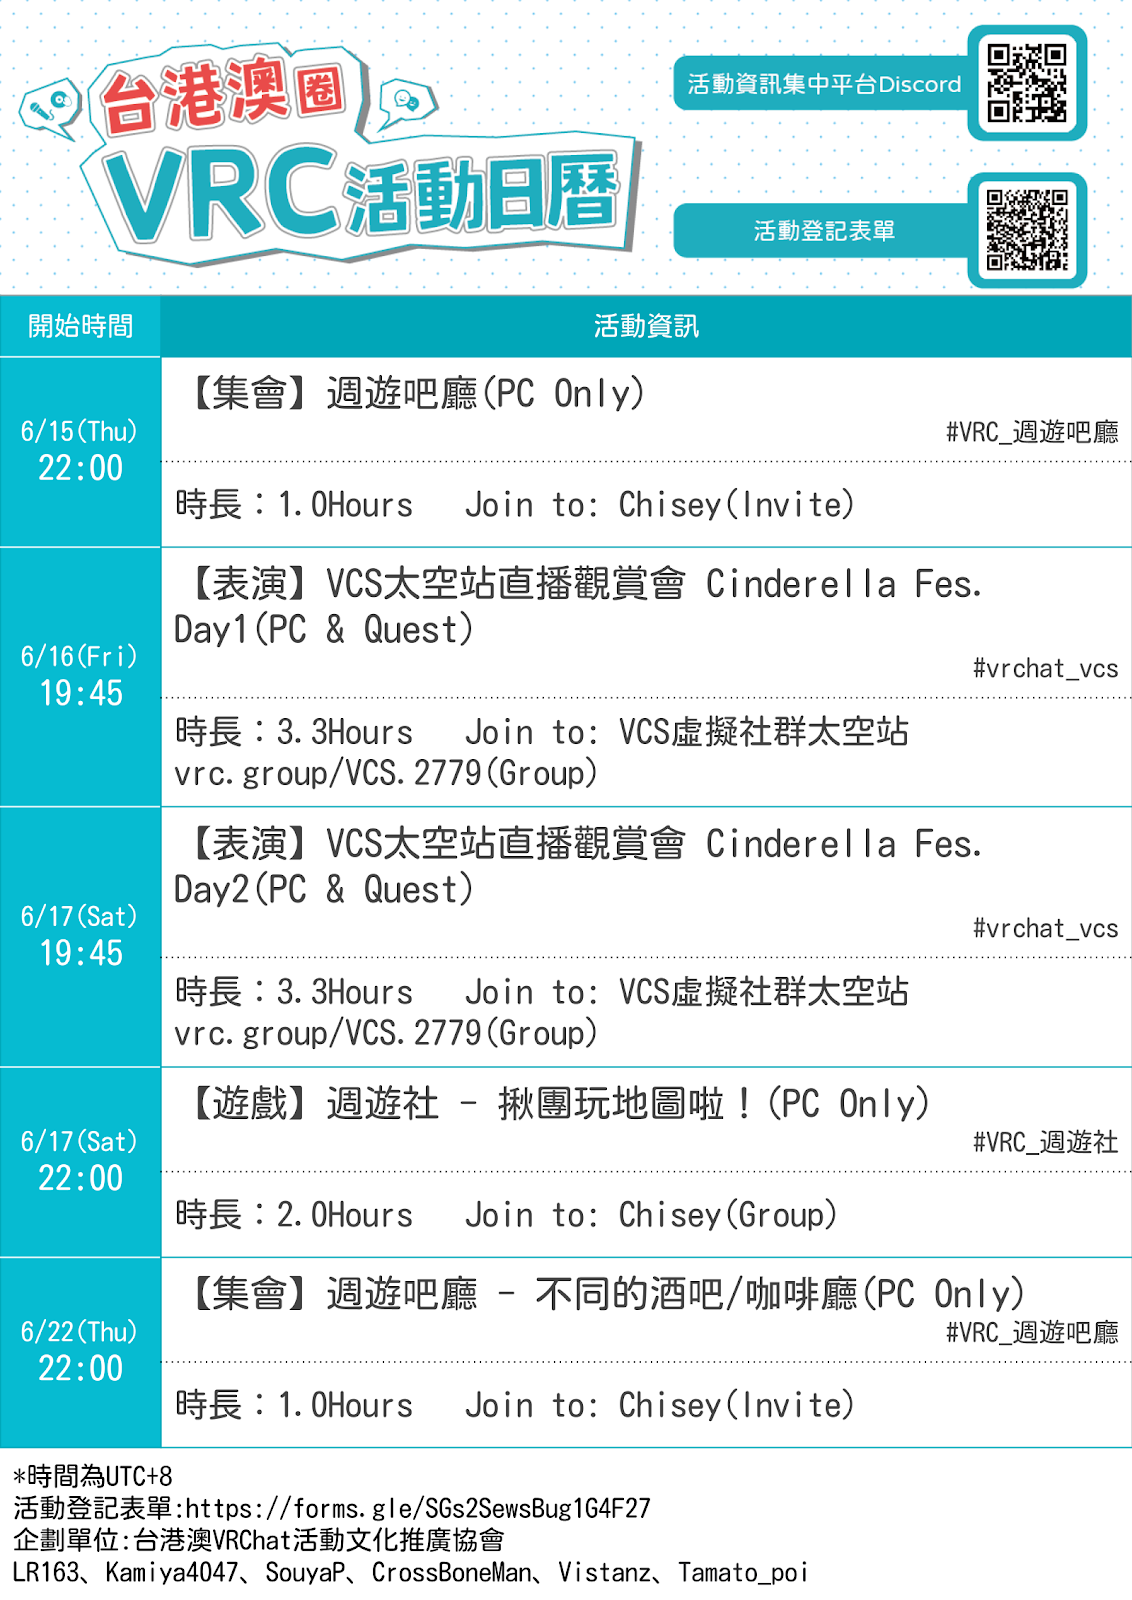 台港澳圈
VRC活動日曆
活動資訊集中平台Discord
活動登記表單
開始時間
活動資訊
6/15(Thu)
22:00
【集會】週遊吧廳(PC Only)
#VRC_週遊吧廳
時長：1.0Hours Join to: Chisey(Invite)
6/16(Fri)
19:45
【表演】VCS太空站直播觀賞會 Cinderella Fes.
Day1(PC & Quest)
#vrchat_vcs
時長：3.3Hours Join to: VCS虛擬社群太空站
vrc.group/VCS.2779(Group)
6/17(Sat)
19:45
【表演】VCS太空站直播觀賞會 Cinderella Fes.
Day2(PC & Quest)
#vrchat_vcs
時長：3.3Hours Join to: VCS虛擬社群太空站
vrc.group/VCS.2779(Group)
6/17(Sat)
22:00
【遊戲】週遊社 - 揪團玩地圖啦！(PC Only)
#VRC_週遊社
時長：2.0Hours Join to: Chisey(Group)
6/22(Thu)
22:00
【集會】週遊吧廳 - 不同的酒吧/咖啡廳(PC Only)
#VRC_週遊吧廳
時長：1.0Hours Join to: Chisey(Invite)
*時間為UTC+8
活動登記表單:https://forms.gle/SGs2SewsBug1G4F27
企劃單位:台港澳VRChat活動文化推廣協會
LR163、Kamiya4047、SouyaP、CrossBoneMan、Vistanz、Tamato_poi